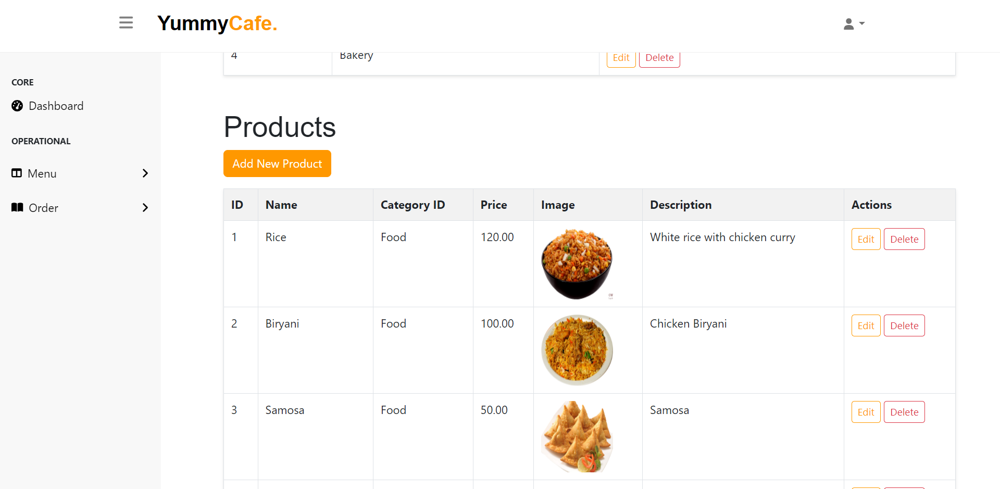 YummyCafe.
4 Bakery Edit Delete
CORE
Dashboard
OPERATIONAL
Menu
Order
Products
Add New Product
ID Name Category ID Price Image Description Actions
1 Rice Food 120.00 White rice with chicken curry Edit Delete
2 Biryani Food 100.00 Chicken Biryani Edit Delete
3 Samosa Food 50.00 Samosa Edit Delete